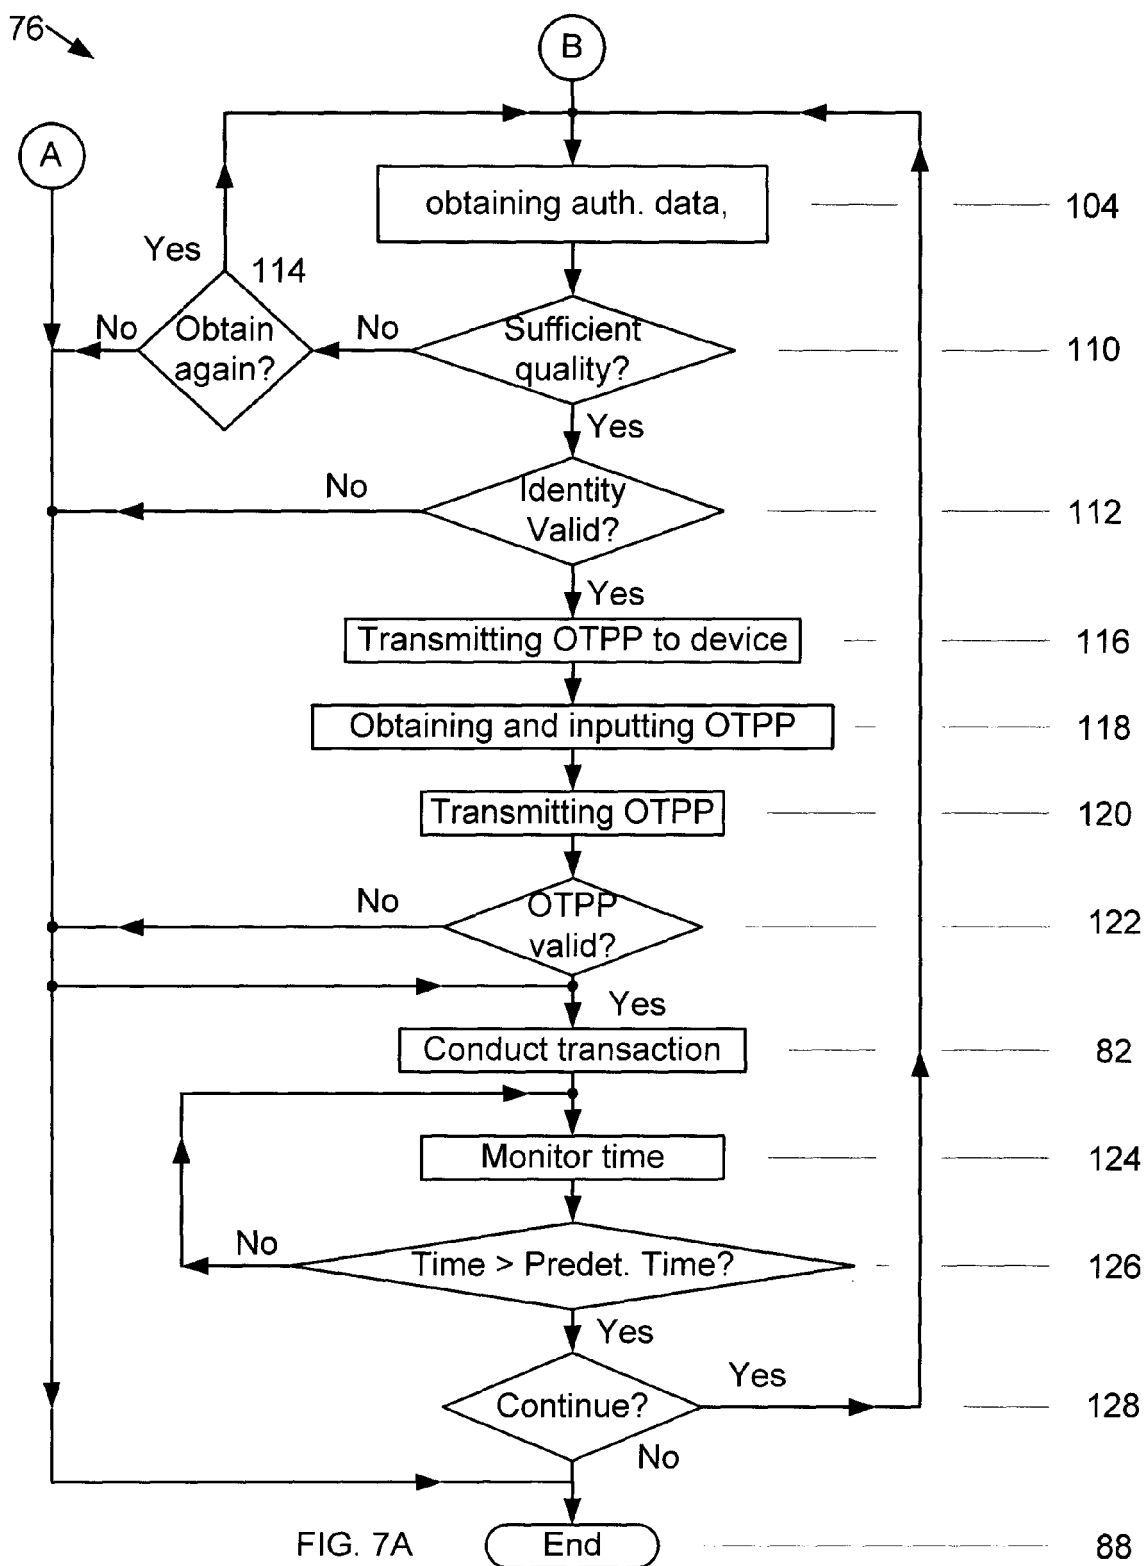 76
B
A
obtaining auth. data,
104
Yes
114
No
Obtain
again?
No
Sufficient
quality?
110
Yes
No
Identity
Valid?
112
Yes
Transmitting OTPP to device
116
Obtaining and inputting OTPP
118
Transmitting OTPP
120
No
OTPP
valid?
122
Yes
Conduct transaction
82
Monitor time
124
No
Time > Predet. Time?
126
Yes
Continue?
Yes
128
No
FIG. 7A
End
88